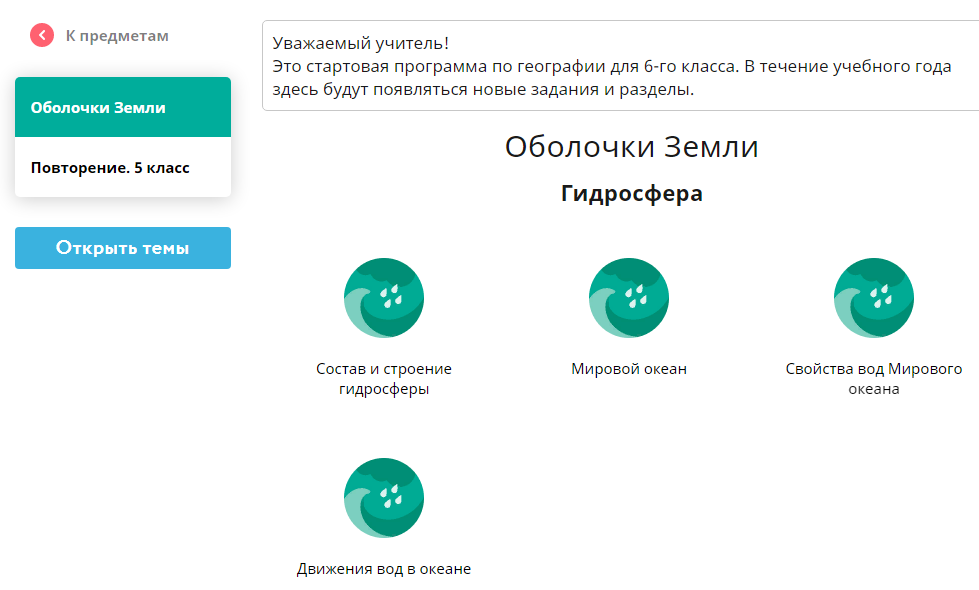 К предметам
Оболочки Земли
Повторение. 5 класс
Открыть темы
Уважаемый учитель!
Это стартовая программа по географии для 6-го класса. В течение учебного года
здесь будут появляться новые задания и разделы.
Оболочки Земли
Гидросфера
Состав и строение
гидросферы
Мировой океан
Свойства вод Мирового
океана
Движения вод в океане